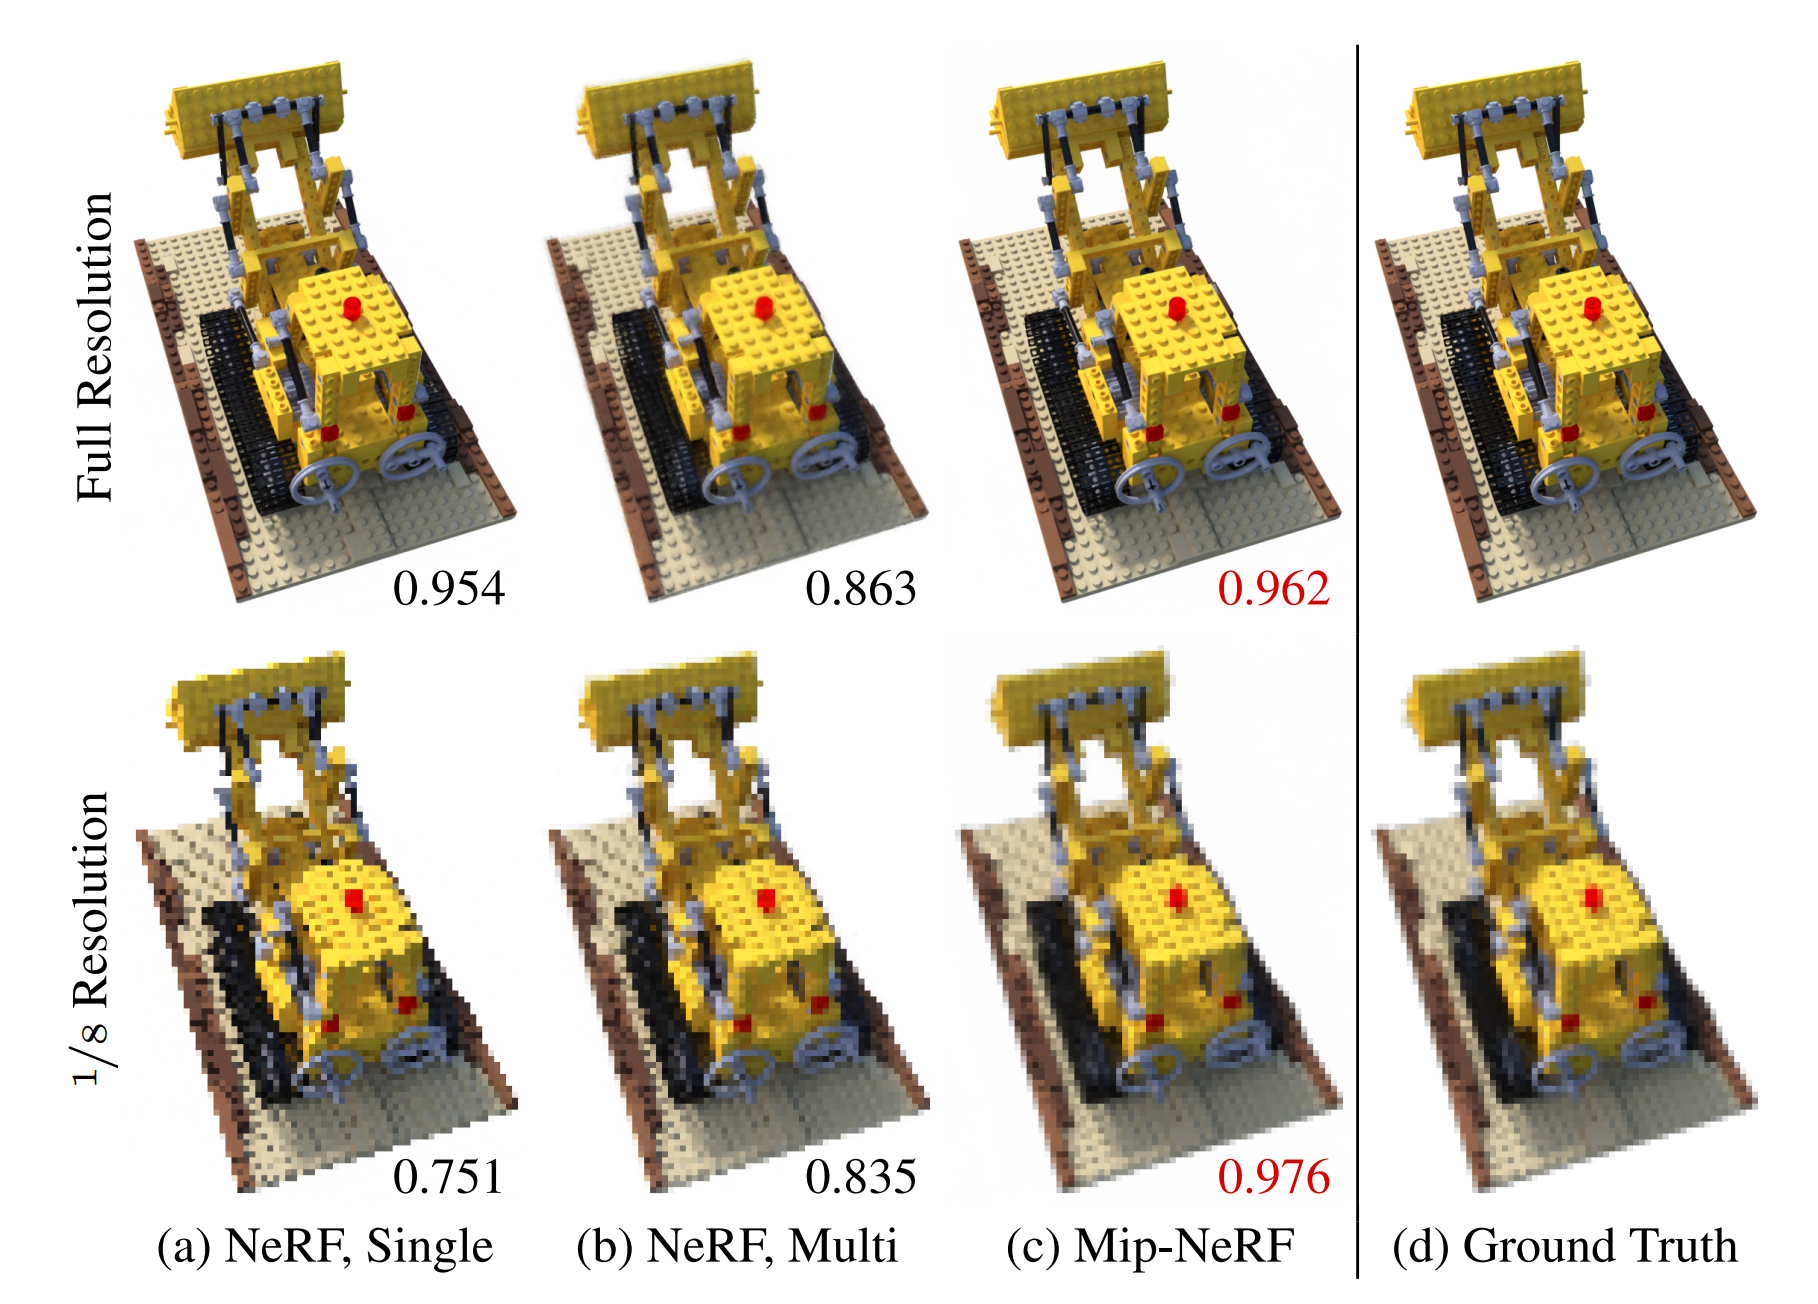 Full Resolution
0.954
0.863
0.962
1/8 Resolution
0.751
0.835
0.976
(a) NeRF, Single
(b) NeRF, Multi
(c) Mip-NeRF
(d) Ground Truth